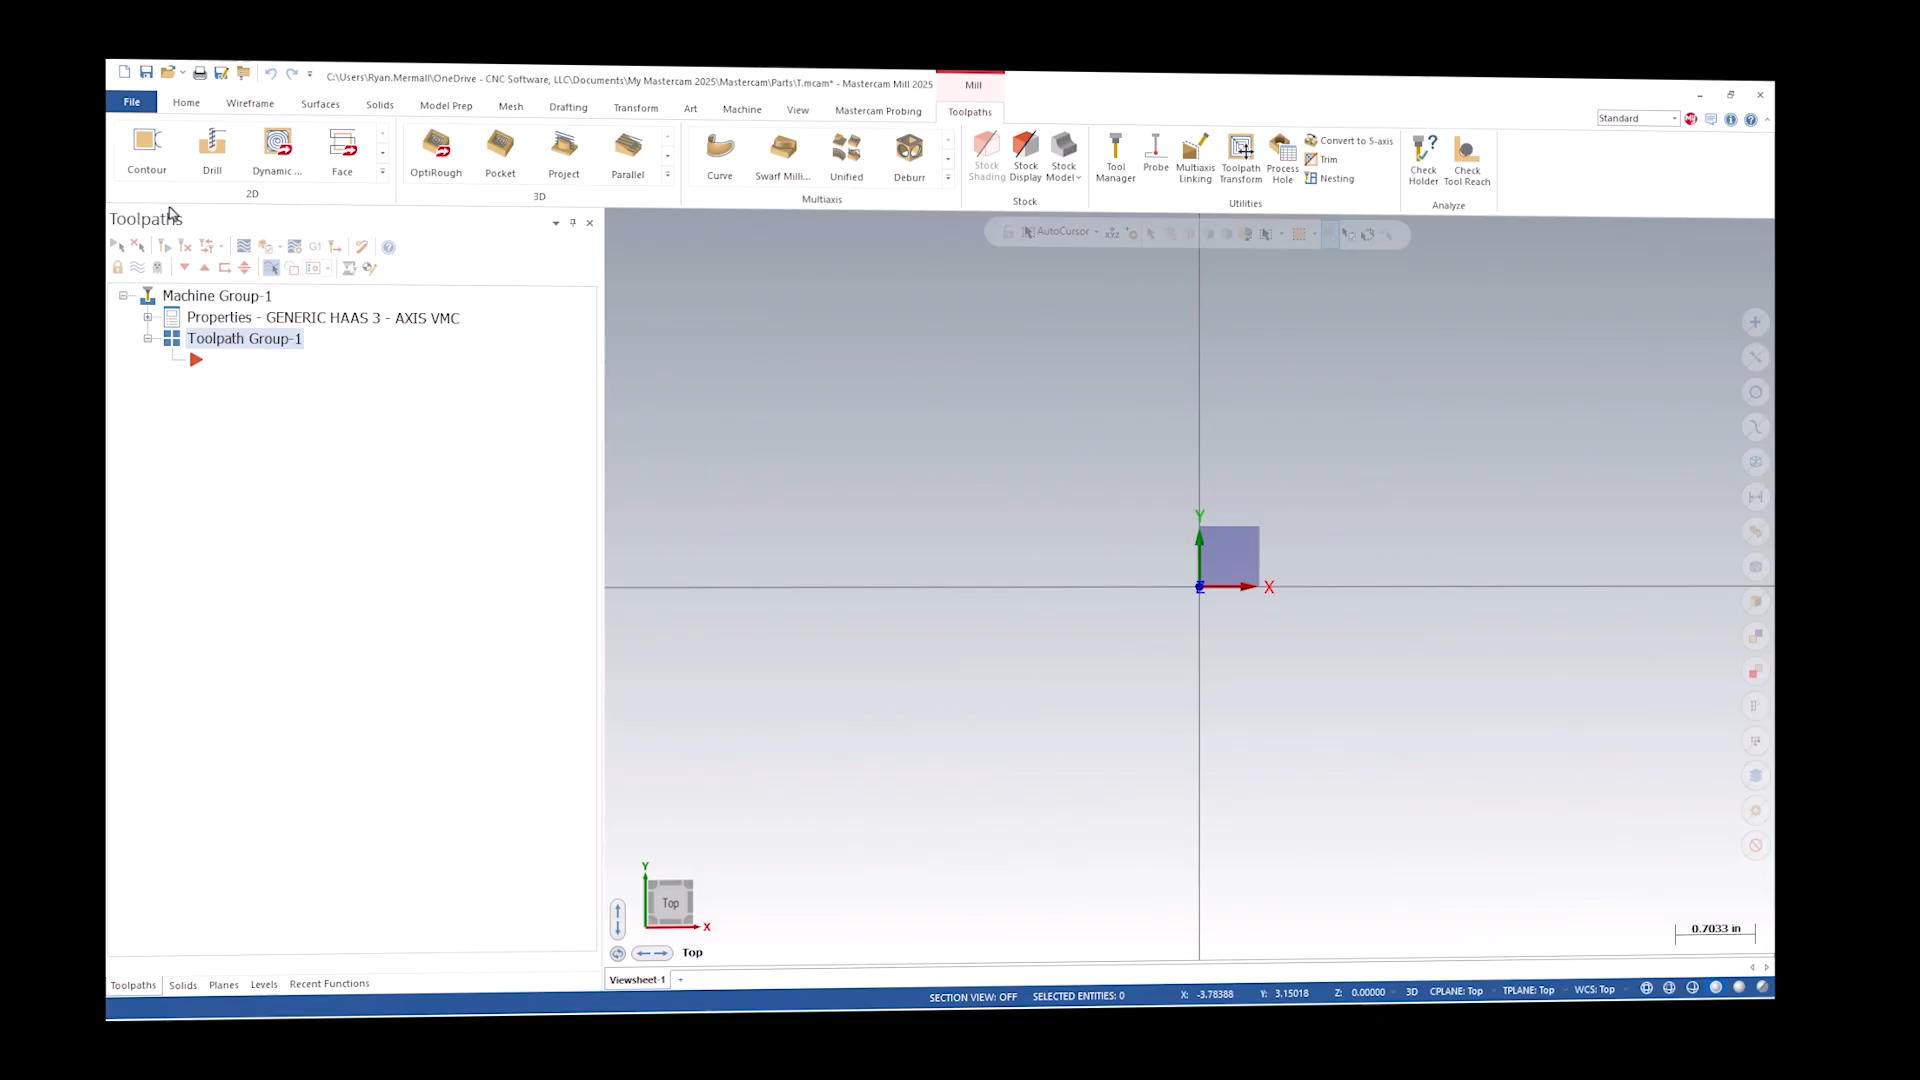 C:\Users\Ryan.Mermall\OneDrive - CNC Software, LLC\Documents\My Mastercam 2025\Mastercam\Parts\T.mcam* - Mastercam Mill 2025
Mill
File Home Wireframe Surfaces Solids Model Prep Mesh Drafting Transform Art Machine View Mastercam Probing Toolpaths
Standard
Contour Drill Dynamic ... Face
OptiRough Pocket Project Parallel
Curve Swarf Milli... Unified Deburr
Stock Shading
Stock Display
Stock Model
Tool Manager
Probe
Multiaxis Linking
Toolpath Transform
Process Hole
Convert to 5-axis
Trim
Nesting
Check Holder
Check Tool Reach
2D 3D Multiaxis Stock Utilities Analyze
Toolpaths
G1
AutoCursor
XYZ
Machine Group-1
Properties - GENERIC HAAS 3 - AXIS VMC
Toolpath Group-1
Y
Z X
Y
Top
X
Top
0.7033 in
Viewsheet-1 +
Toolpaths Solids Planes Levels Recent Functions
SECTION VIEW: OFF SELECTED ENTITIES: 0 X: -3.78388 Y: 3.15018 Z: 0.00000 3D CPLANE: Top TPLANE: Top WCS: Top